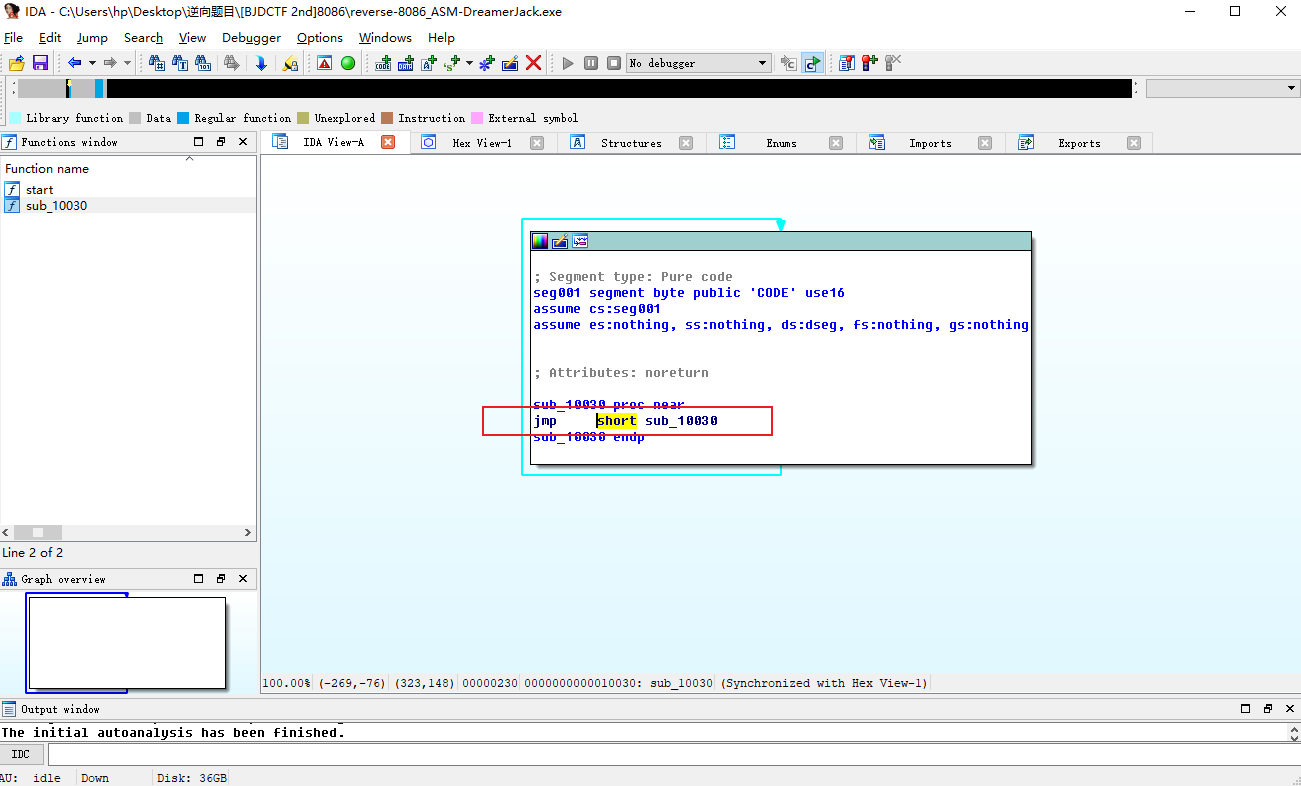 IDA - C:\Users\hp\Desktop\逆向题目\[BJDCTF 2nd]8086\reverse-8086_ASM-DreamerJack.exe
File Edit Jump Search View Debugger Options Windows Help
No debugger
Library function Data Regular function Unexplored Instruction External symbol
Functions window
IDA View-A Hex View-1 Structures Enums Imports Exports
Function name
start
sub_10030
; Segment type: Pure code
seg001 segment byte public 'CODE' use16
assume cs:seg001
assume es:nothing, ss:nothing, ds:dseg, fs:nothing, gs:nothing
; Attributes: noreturn
sub_10030 proc near
jmp short sub_10030
sub_10030 endp
Line 2 of 2
Graph overview
100.00% (-269,-76) (323,148) 00000230 0000000000010030: sub_10030 (Synchronized with Hex View-1)
Output window
The initial autoanalysis has been finished.
IDC
AU: idle Down Disk: 36GB